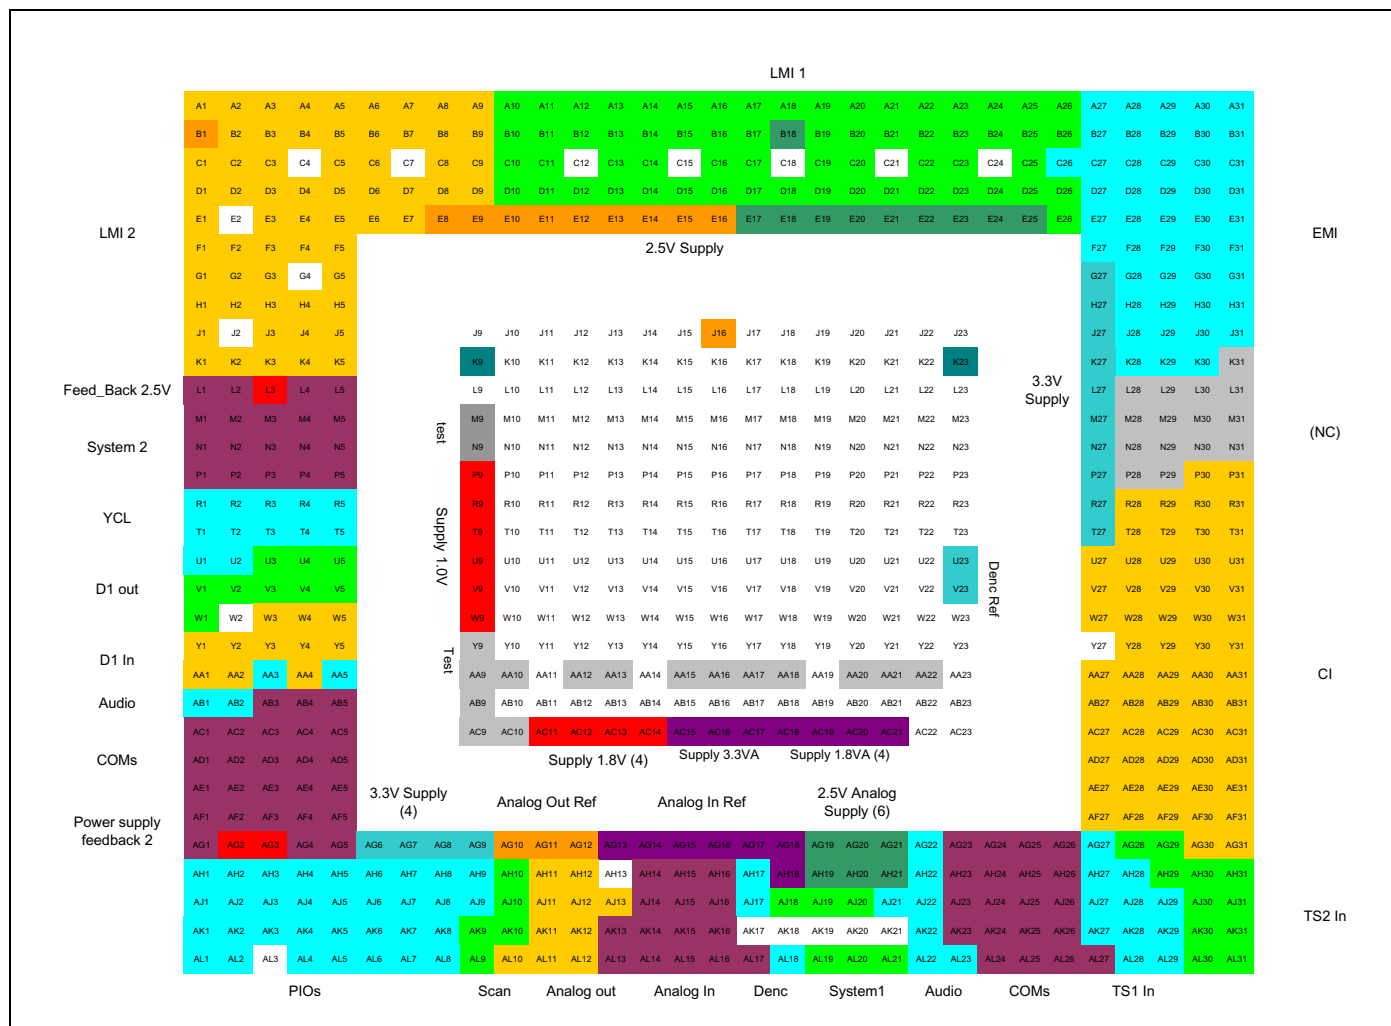 LMI 1
A1 A2 A3 A4 A5 A6 A7 A8 A9 A10 A11 A12 A13 A14 A15 A16 A17 A18 A19 A20 A21 A22 A23 A24 A25 A26 A27 A28 A29 A30 A31
B1 B2 B3 B4 B5 B6 B7 B8 B9 B10 B11 B12 B13 B14 B15 B16 B17 B18 B19 B20 B21 B22 B23 B24 B25 B26 B27 B28 B29 B30 B31
C1 C2 C3 C4 C5 C6 C7 C8 C9 C10 C11 C12 C13 C14 C15 C16 C17 C18 C19 C20 C21 C22 C23 C24 C25 C26 C27 C28 C29 C30 C31
D1 D2 D3 D4 D5 D6 D7 D8 D9 D10 D11 D12 D13 D14 D15 D16 D17 D18 D19 D20 D21 D22 D23 D24 D25 D26 D27 D28 D29 D30 D31
E1 E2 E3 E4 E5 E6 E7 E8 E9 E10 E11 E12 E13 E14 E15 E16 E17 E18 E19 E20 E21 E22 E23 E24 E25 E26 E27 E28 E29 E30 E31
LMI 2
EMI
F1 F2 F3 F4 F5 2.5V Supply F27 F28 F29 F30 F31
G1 G2 G3 G4 G5 G27 G28 G29 G30 G31
H1 H2 H3 H4 H5 H27 H28 H29 H30 H31
J1 J2 J3 J4 J5 J9 J10 J11 J12 J13 J14 J15 J16 J17 J18 J19 J20 J21 J22 J23 J27 J28 J29 J30 J31
K1 K2 K3 K4 K5 K9 K10 K11 K12 K13 K14 K15 K16 K17 K18 K19 K20 K21 K22 K23 K27 K28 K29 K30 K31
3.3V
Supply
Feed_Back 2.5V L1 L2 L3 L4 L5 L9 L10 L11 L12 L13 L14 L15 L16 L17 L18 L19 L20 L21 L22 L23 L27 L28 L29 L30 L31
M1 M2 M3 M4 M5 test M9 M10 M11 M12 M13 M14 M15 M16 M17 M18 M19 M20 M21 M22 M23 M27 M28 M29 M30 M31
(NC)
System 2 N1 N2 N3 N4 N5 N9 N10 N11 N12 N13 N14 N15 N16 N17 N18 N19 N20 N21 N22 N23 N27 N28 N29 N30 N31
P1 P2 P3 P4 P5 P9 P10 P11 P12 P13 P14 P15 P16 P17 P18 P19 P20 P21 P22 P23 P27 P28 P29 P30 P31
YCL
R1 R2 R3 R4 R5 R9 R10 R11 R12 R13 R14 R15 R16 R17 R18 R19 R20 R21 R22 R23 R27 R28 R29 R30 R31
T1 T2 T3 T4 T5 T9 T10 T11 T12 T13 T14 T15 T16 T17 T18 T19 T20 T21 T22 T23 T27 T28 T29 T30 T31
Supply 1.0V
U1 U2 U3 U4 U5 U9 U10 U11 U12 U13 U14 U15 U16 U17 U18 U19 U20 U21 U22 U23 U27 U28 U29 U30 U31
D1 out V1 V2 V3 V4 V5 V9 V10 V11 V12 V13 V14 V15 V16 V17 V18 V19 V20 V21 V22 V23 V27 V28 V29 V30 V31
Denc Ref
W1 W2 W3 W4 W5 W9 W10 W11 W12 W13 W14 W15 W16 W17 W18 W19 W20 W21 W22 W23 W27 W28 W29 W30 W31
Y1 Y2 Y3 Y4 Y5 Y9 Y10 Y11 Y12 Y13 Y14 Y15 Y16 Y17 Y18 Y19 Y20 Y21 Y22 Y23 Y27 Y28 Y29 Y30 Y31
D1 In
Test
AA1 AA2 AA3 AA4 AA5 AA9 AA10 AA11 AA12 AA13 AA14 AA15 AA16 AA17 AA18 AA19 AA20 AA21 AA22 AA23 AA27 AA28 AA29 AA30 AA31
CI
Audio AB1 AB2 AB3 AB4 AB5 AB9 AB10 AB11 AB12 AB13 AB14 AB15 AB16 AB17 AB18 AB19 AB20 AB21 AB22 AB23 AB27 AB28 AB29 AB30 AB31
AC1 AC2 AC3 AC4 AC5 AC9 AC10 AC11 AC12 AC13 AC14 AC15 AC16 AC17 AC18 AC19 AC20 AC21 AC22 AC23 AC27 AC28 AC29 AC30 AC31
COMs AD1 AD2 AD3 AD4 AD5 Supply 1.8V (4) Supply 3.3VA Supply 1.8VA (4) AD27 AD28 AD29 AD30 AD31
AE1 AE2 AE3 AE4 AE5 AE27 AE28 AE29 AE30 AE31
3.3V Supply
(4)
Analog Out Ref
Analog In Ref
2.5V Analog
Supply (6)
AF1 AF2 AF3 AF4 AF5 AF27 AF28 AF29 AF30 AF31
Power supply
feedback 2
AG1 AG2 AG3 AG4 AG5 AG6 AG7 AG8 AG9 AG10 AG11 AG12 AG13 AG14 AG15 AG16 AG17 AG18 AG19 AG20 AG21 AG22 AG23 AG24 AG25 AG26 AG27 AG28 AG29 AG30 AG31
AH1 AH2 AH3 AH4 AH5 AH6 AH7 AH8 AH9 AH10 AH11 AH12 AH13 AH14 AH15 AH16 AH17 AH18 AH19 AH20 AH21 AH22 AH23 AH24 AH25 AH26 AH27 AH28 AH29 AH30 AH31
AJ1 AJ2 AJ3 AJ4 AJ5 AJ6 AJ7 AJ8 AJ9 AJ10 AJ11 AJ12 AJ13 AJ14 AJ15 AJ16 AJ17 AJ18 AJ19 AJ20 AJ21 AJ22 AJ23 AJ24 AJ25 AJ26 AJ27 AJ28 AJ29 AJ30 AJ31
TS2 In
AK1 AK2 AK3 AK4 AK5 AK6 AK7 AK8 AK9 AK10 AK11 AK12 AK13 AK14 AK15 AK16 AK17 AK18 AK19 AK20 AK21 AK22 AK23 AK24 AK25 AK26 AK27 AK28 AK29 AK30 AK31
AL1 AL2 AL3 AL4 AL5 AL6 AL7 AL8 AL9 AL10 AL11 AL12 AL13 AL14 AL15 AL16 AL17 AL18 AL19 AL20 AL21 AL22 AL23 AL24 AL25 AL26 AL27 AL28 AL29 AL30 AL31
PIOs Scan Analog out Analog In Denc System1 Audio COMs TS1 In